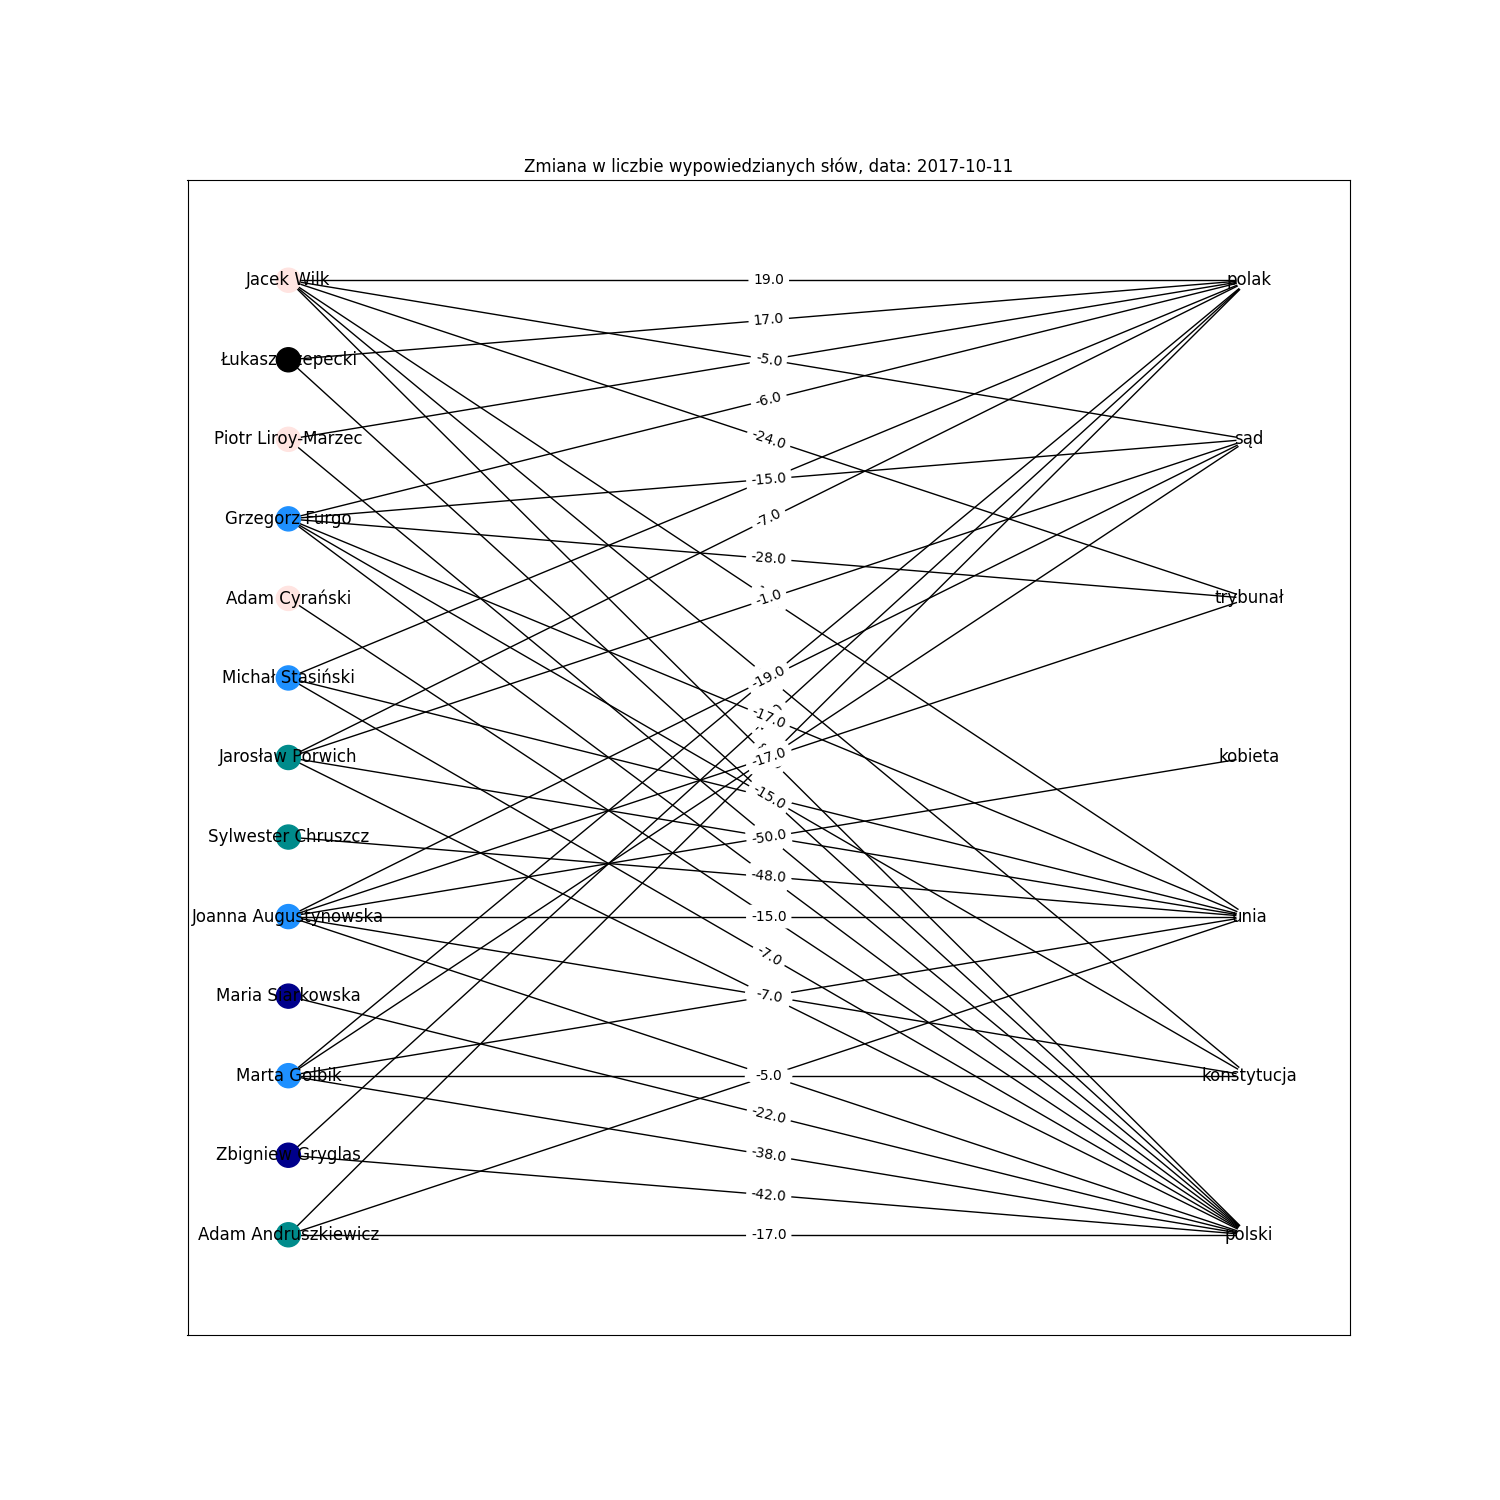 Zmiana w liczbie wypowiedzianych słów, data: 2017-10-11
Jacek Wilk
19.0
polak
17.0
Łukasz Rzepecki
-5.0
-6.0
Piotr Liroy-Marzec
-24.0
sąd
-15.0
Grzegorz Furgo
-7.0
-28.0
Adam Cyrański
-1.0
trybunał
Michał Stasiński
-19.0
-17.0
Jarosław Porwich
-17.0
kobieta
-15.0
Sylwester Chruszcz
-50.0
-48.0
Joanna Augustynowska
-15.0
unia
-7.0
Maria Siarkowska
-7.0
Marta Golbik
-5.0
konstytucja
-22.0
Zbigniew Gryglas
-38.0
-42.0
Adam Andruszkiewicz
-17.0
polski